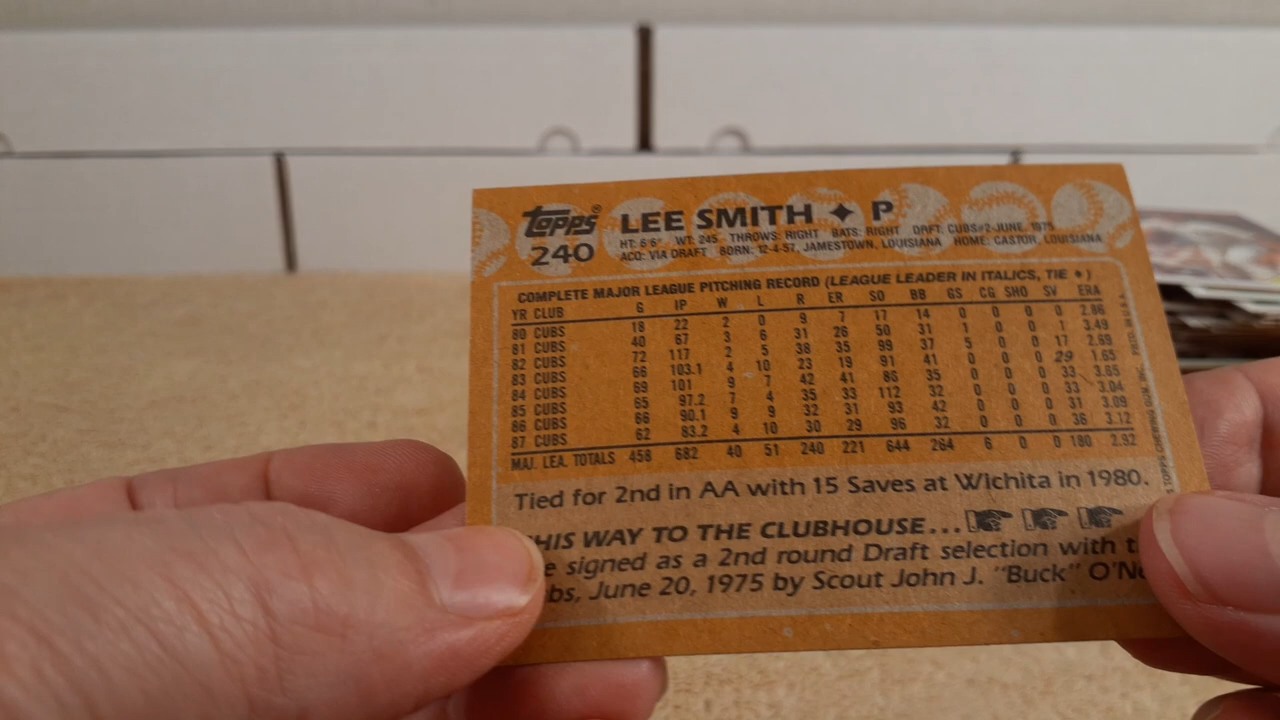 topps®
240
LEE SMITH ✦ P
HT: 6'6" WT: 245 THROWS: RIGHT BATS: RIGHT DRFT: CUBS#2-JUNE, 1975
ACQ: VIA DRAFT BORN: 12-4-57, JAMESTOWN, LOUISIANA HOME: CASTOR, LOUISIANA
COMPLETE MAJOR LEAGUE PITCHING RECORD (LEAGUE LEADER IN ITALICS, TIE ✦)
YR CLUB G IP W L R ER SO BB GS CG SHO SV ERA
80 CUBS 18 22 2 0 9 7 17 14 0 0 0 0 2.86
81 CUBS 40 67 3 6 31 26 50 31 1 0 0 1 3.49
82 CUBS 72 117 2 5 38 35 99 37 5 0 0 17 2.69
83 CUBS 66 103.1 4 10 23 19 91 41 0 0 0 29 1.65
84 CUBS 69 101 9 7 42 41 86 35 0 0 0 33 3.65
85 CUBS 65 97.2 7 4 35 33 112 32 0 0 0 33 3.04
86 CUBS 66 90.1 9 9 32 31 93 42 0 0 0 31 3.09
87 CUBS 62 83.2 4 10 30 29 96 32 0 0 0 36 3.12
MAJ. LEA. TOTALS 458 682 40 51 240 221 644 264 6 0 0 180 2.92
Tied for 2nd in AA with 15 Saves at Wichita in 1980.
HIS WAY TO THE CLUBHOUSE...
e signed as a 2nd round Draft selection with t
bs, June 20, 1975 by Scout John J. "Buck" O'Ne
TOPPS CHEWING GUM, INC. PRTD. IN U.S.A.